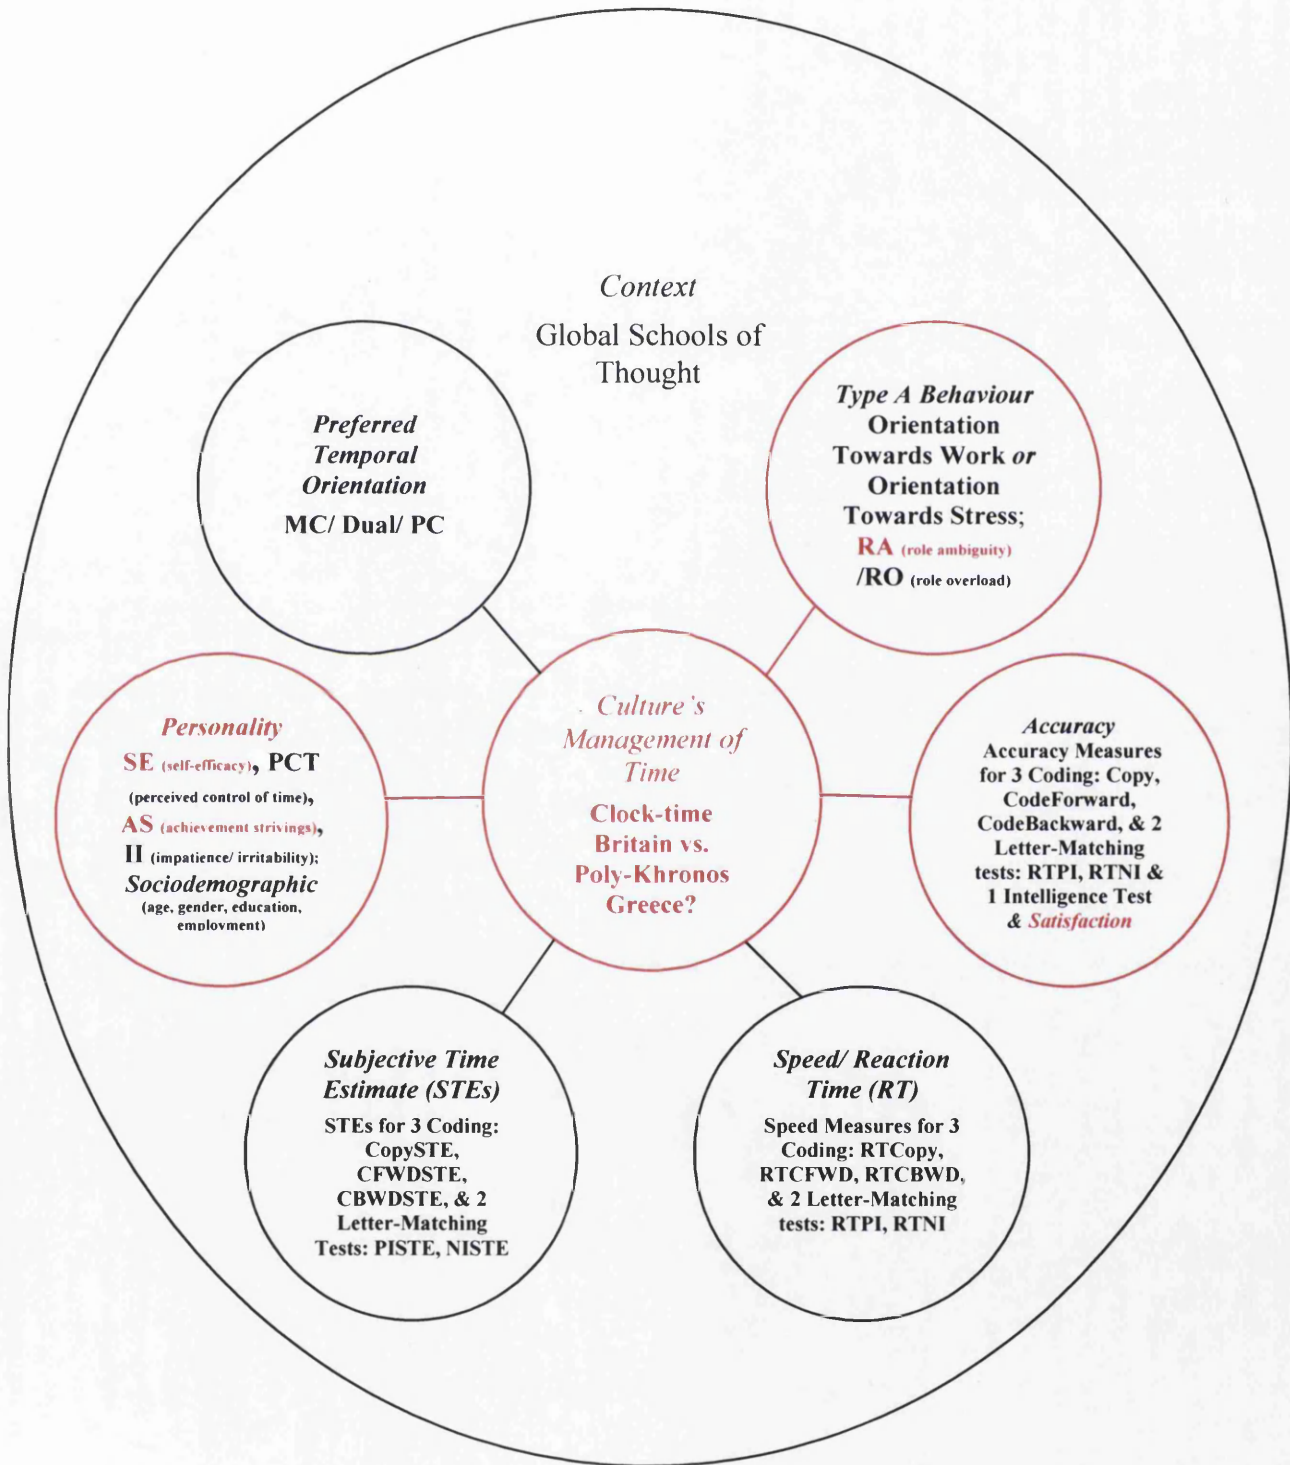 Context
Global Schools of
Thought
Preferred
Temporal
Orientation
MC/ Dual/ PC
Type A Behaviour
Orientation
Towards Work or
Orientation
Towards Stress;
RA (role ambiguity)
/RO (role overload)
Personality
SE (self-efficacy), PCT
(perceived control of time),
AS (achievement strivings),
II (impatience/ irritability);
Sociodemographic
(age, gender, education,
employment)
Culture's
Management of
Time
Clock-time
Britain vs.
Poly-Khronos
Greece?
Accuracy
Accuracy Measures
for 3 Coding: Copy,
CodeForward,
CodeBackward, & 2
Letter-Matching
tests: RTPI, RTNI &
1 Intelligence Test
& Satisfaction
Subjective Time
Estimate (STEs)
STEs for 3 Coding:
CopySTE,
CFWDSTE,
CBWDSTE, & 2
Letter-Matching
Tests: PISTE, NISTE
Speed/ Reaction
Time (RT)
Speed Measures for 3
Coding: RTCopy,
RTCFWD, RTCBWD,
& 2 Letter-Matching
tests: RTPI, RTNI